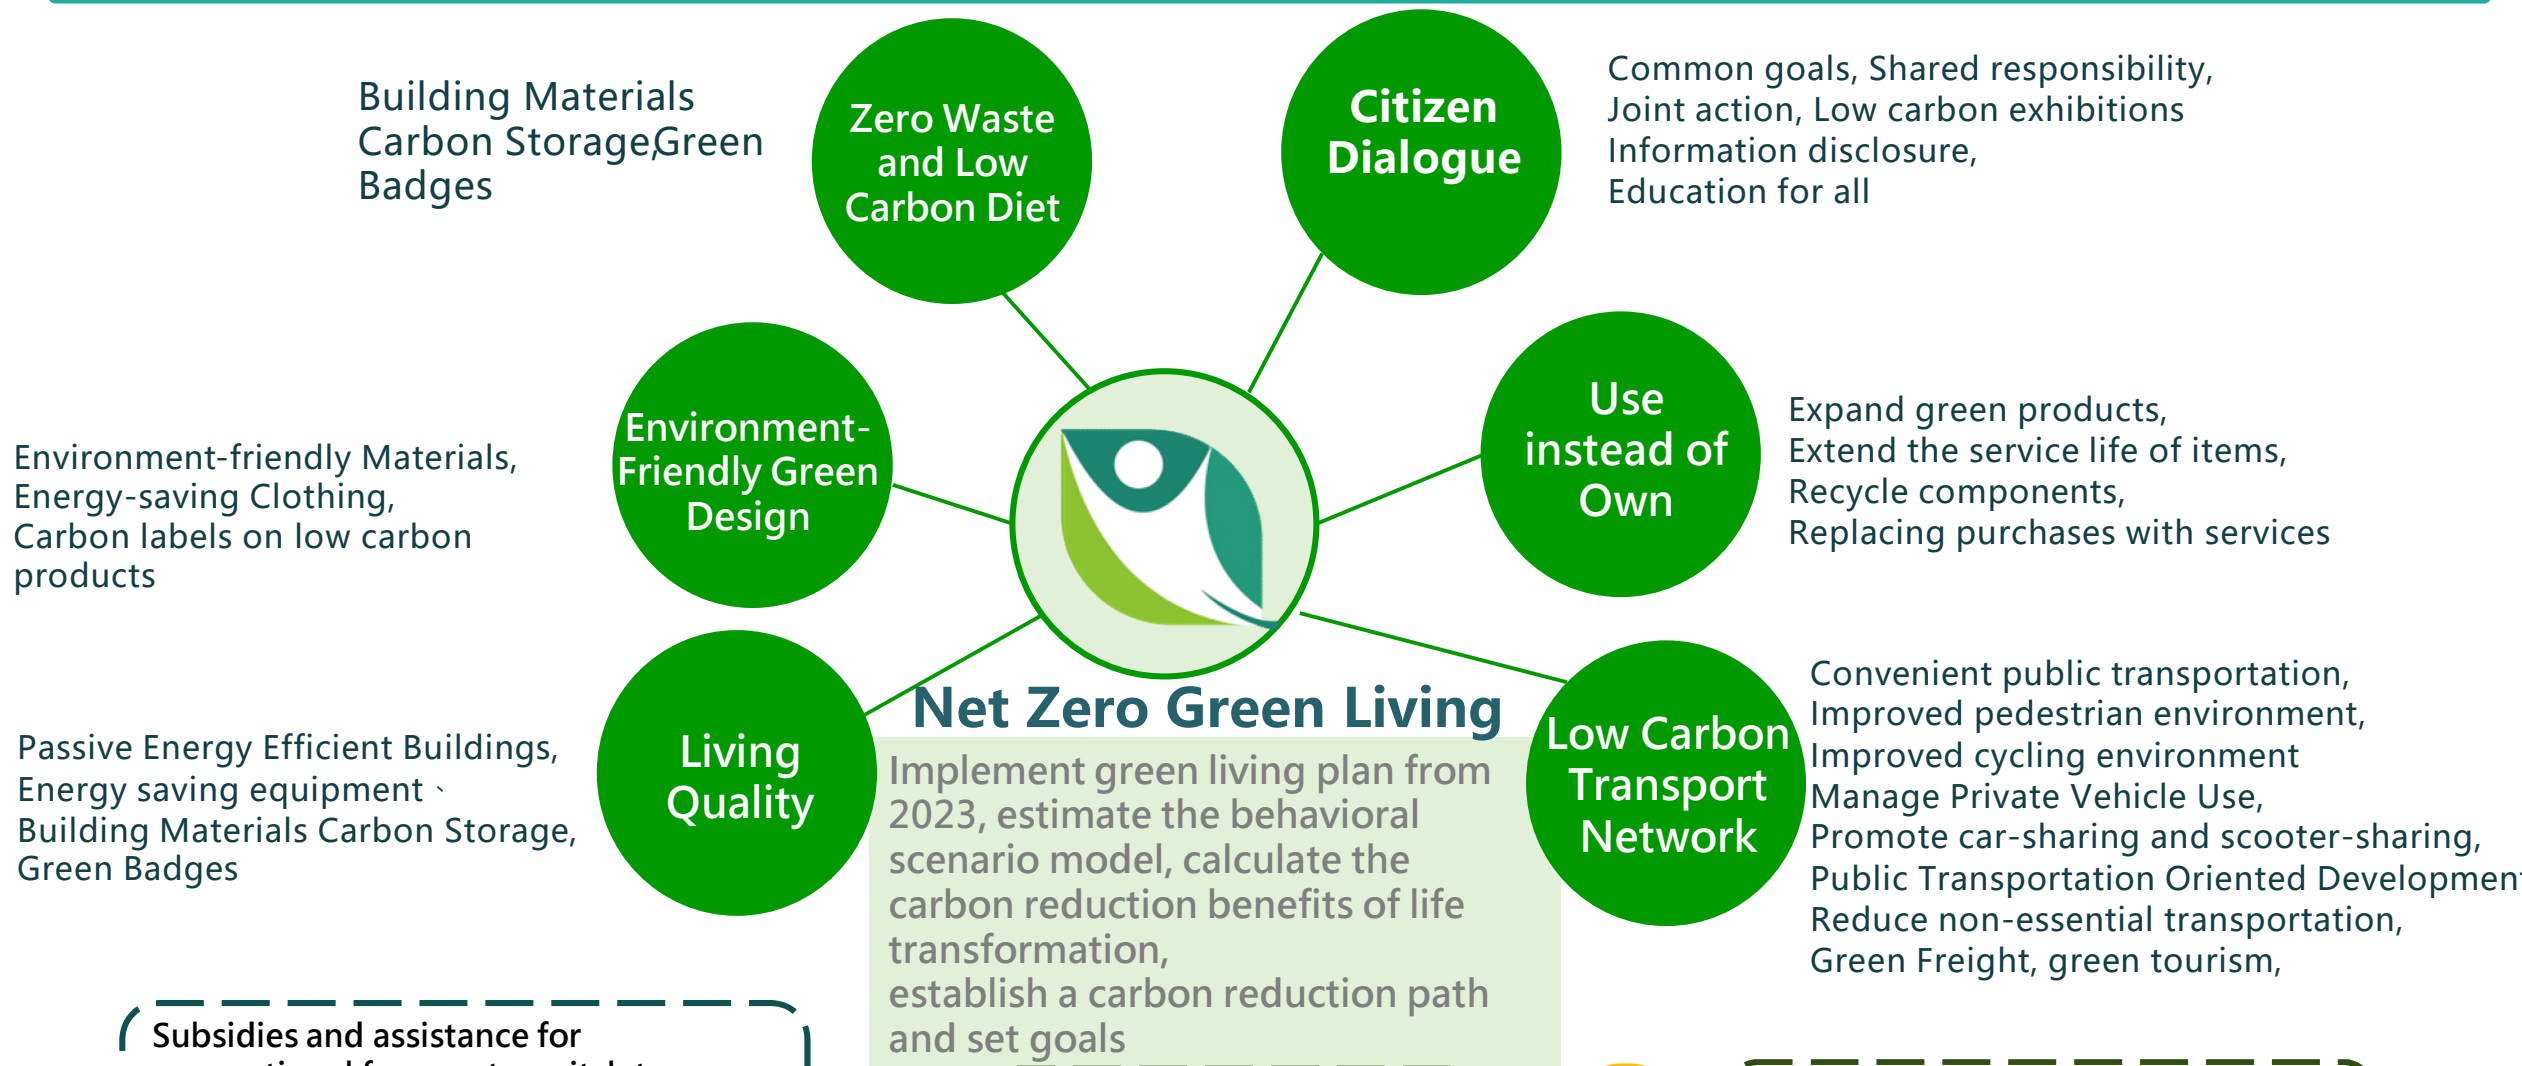 Building Materials
Carbon Storage,Green
Badges
Zero Waste
and Low
Carbon Diet
Citizen
Dialogue
Common goals, Shared responsibility,
Joint action, Low carbon exhibitions
Information disclosure,
Education for all
Environment-friendly Materials,
Energy-saving Clothing,
Carbon labels on low carbon
products
Environment-
Friendly Green
Design
Use
instead of
Own
Expand green products,
Extend the service life of items,
Recycle components,
Replacing purchases with services
Passive Energy Efficient Buildings,
Energy saving equipment、
Building Materials Carbon Storage,
Green Badges
Living
Quality
Net Zero Green Living
Implement green living plan from
2023, estimate the behavioral
scenario model, calculate the
carbon reduction benefits of life
transformation,
establish a carbon reduction path
and set goals
Low Carbon
Transport
Network
Convenient public transportation,
Improved pedestrian environment,
Improved cycling environment
Manage Private Vehicle Use,
Promote car-sharing and scooter-sharing,
Public Transportation Oriented Development
Reduce non-essential transportation,
Green Freight, green tourism,
Subsidies and assistance for